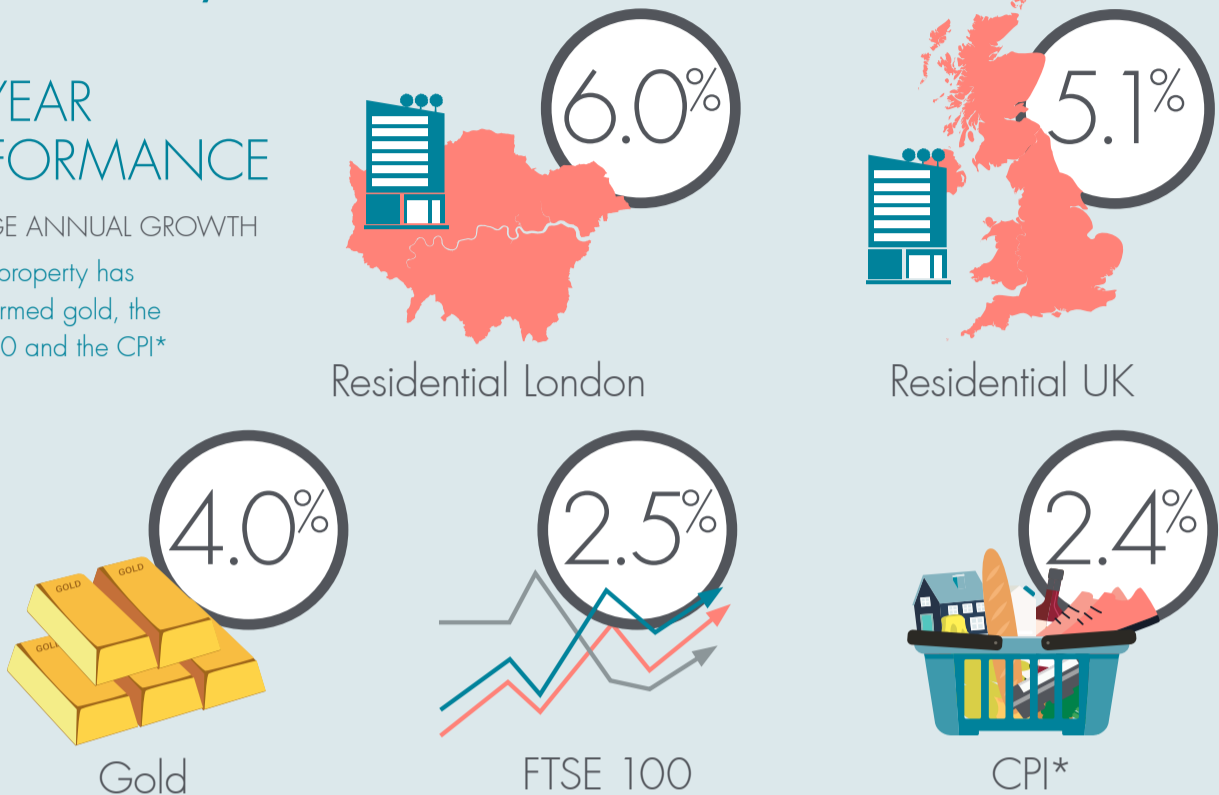 YEAR
FORMANCE
GE ANNUAL GROWTH
property has
rmed gold, the
0 and the CPI*
6.0%
Residential London
5.1%
Residential UK
4.0%
GOLD
GOLD
GOLD
Gold
2.5%
FTSE 100
2.4%
CPI*